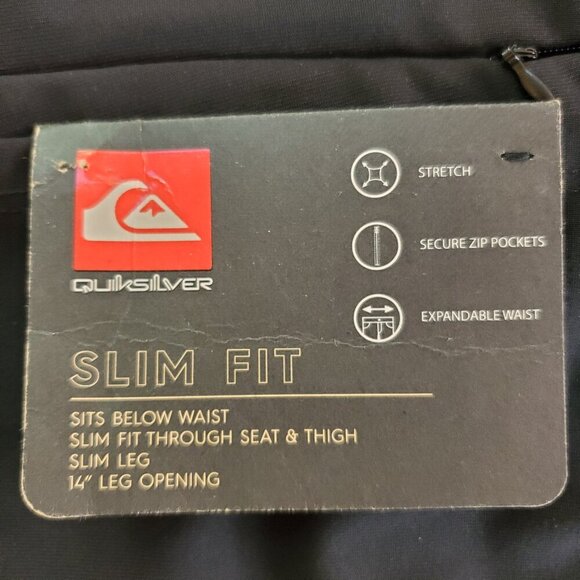 QUIKSILVER
STRETCH
SECURE ZIP POCKETS
EXPANDABLE WAIST
SLIM FIT
SITS BELOW WAIST
SLIM FIT THROUGH SEAT & THIGH
SLIM LEG
14" LEG OPENING